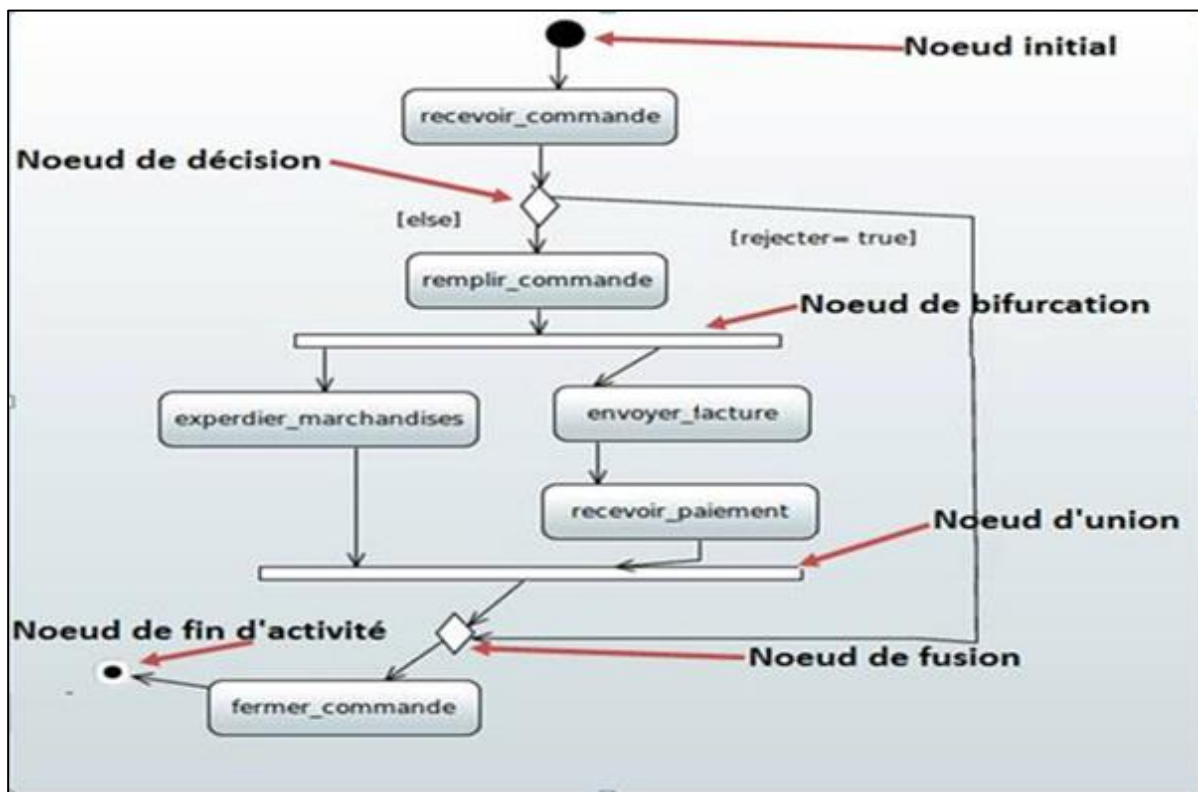 Noeud initial
recevoir_commande
Noeud de décision
[else]
[rejecter= true]
remplir_commande
Noeud de bifurcation
experdier_marchandises
envoyer_facture
recevoir_paiement
Noeud d'union
Noeud de fin d'activité
Noeud de fusion
fermer_commande